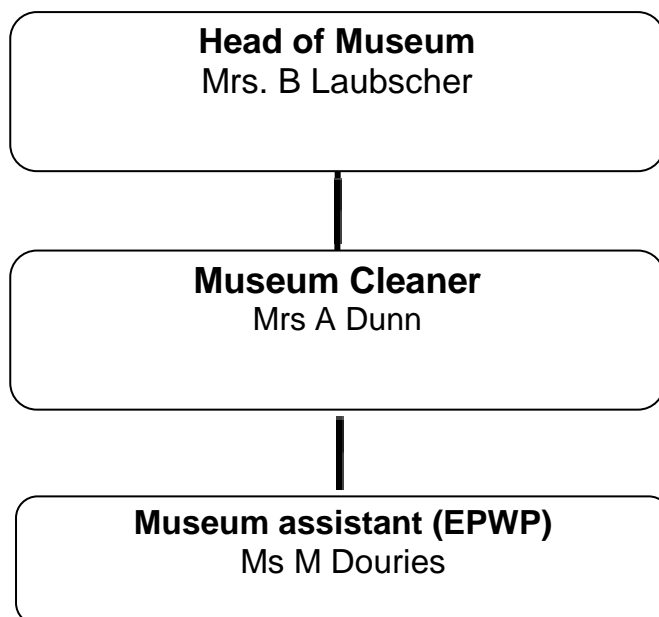 Head of Museum
Mrs. B Laubscher
Museum Cleaner
Mrs A Dunn
Museum assistant (EPWP)
Ms M Douries